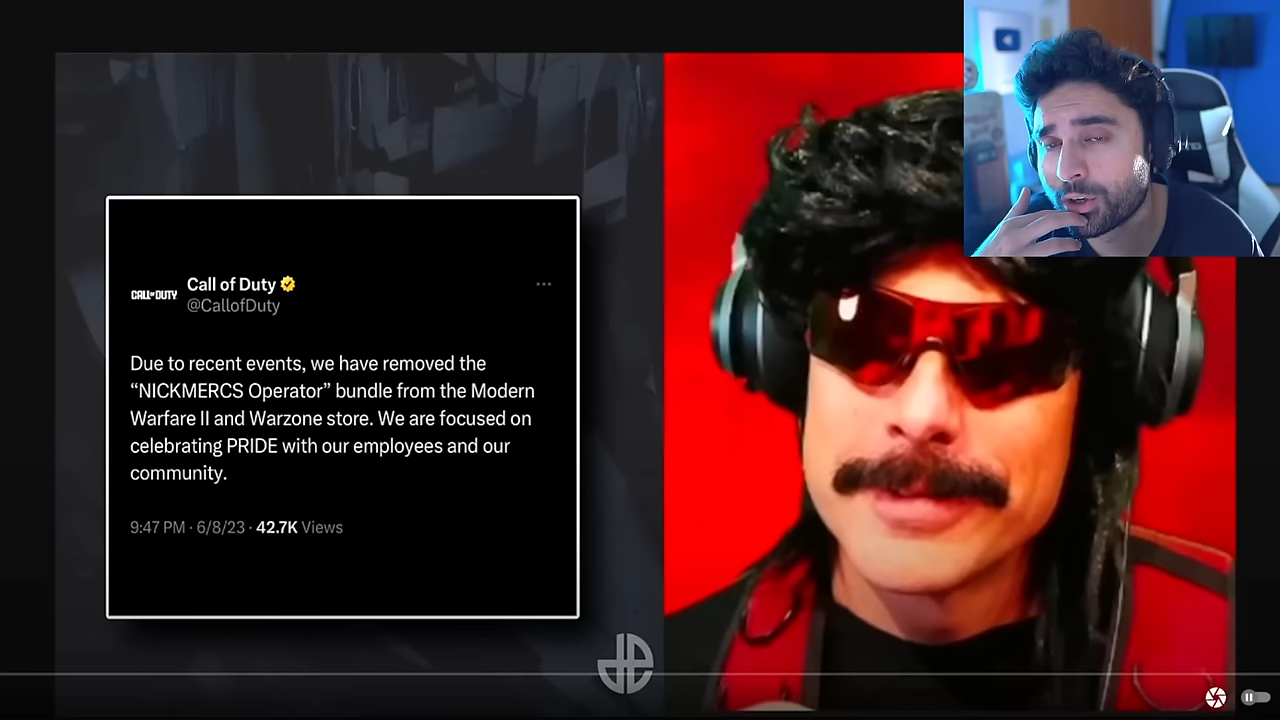 CALL OF DUTY
Call of Duty
@CallofDuty
Due to recent events, we have removed the
“NICKMERCS Operator” bundle from the Modern
Warfare II and Warzone store. We are focused on
celebrating PRIDE with our employees and our
community.
9:47 PM · 6/8/23 · 42.7K Views